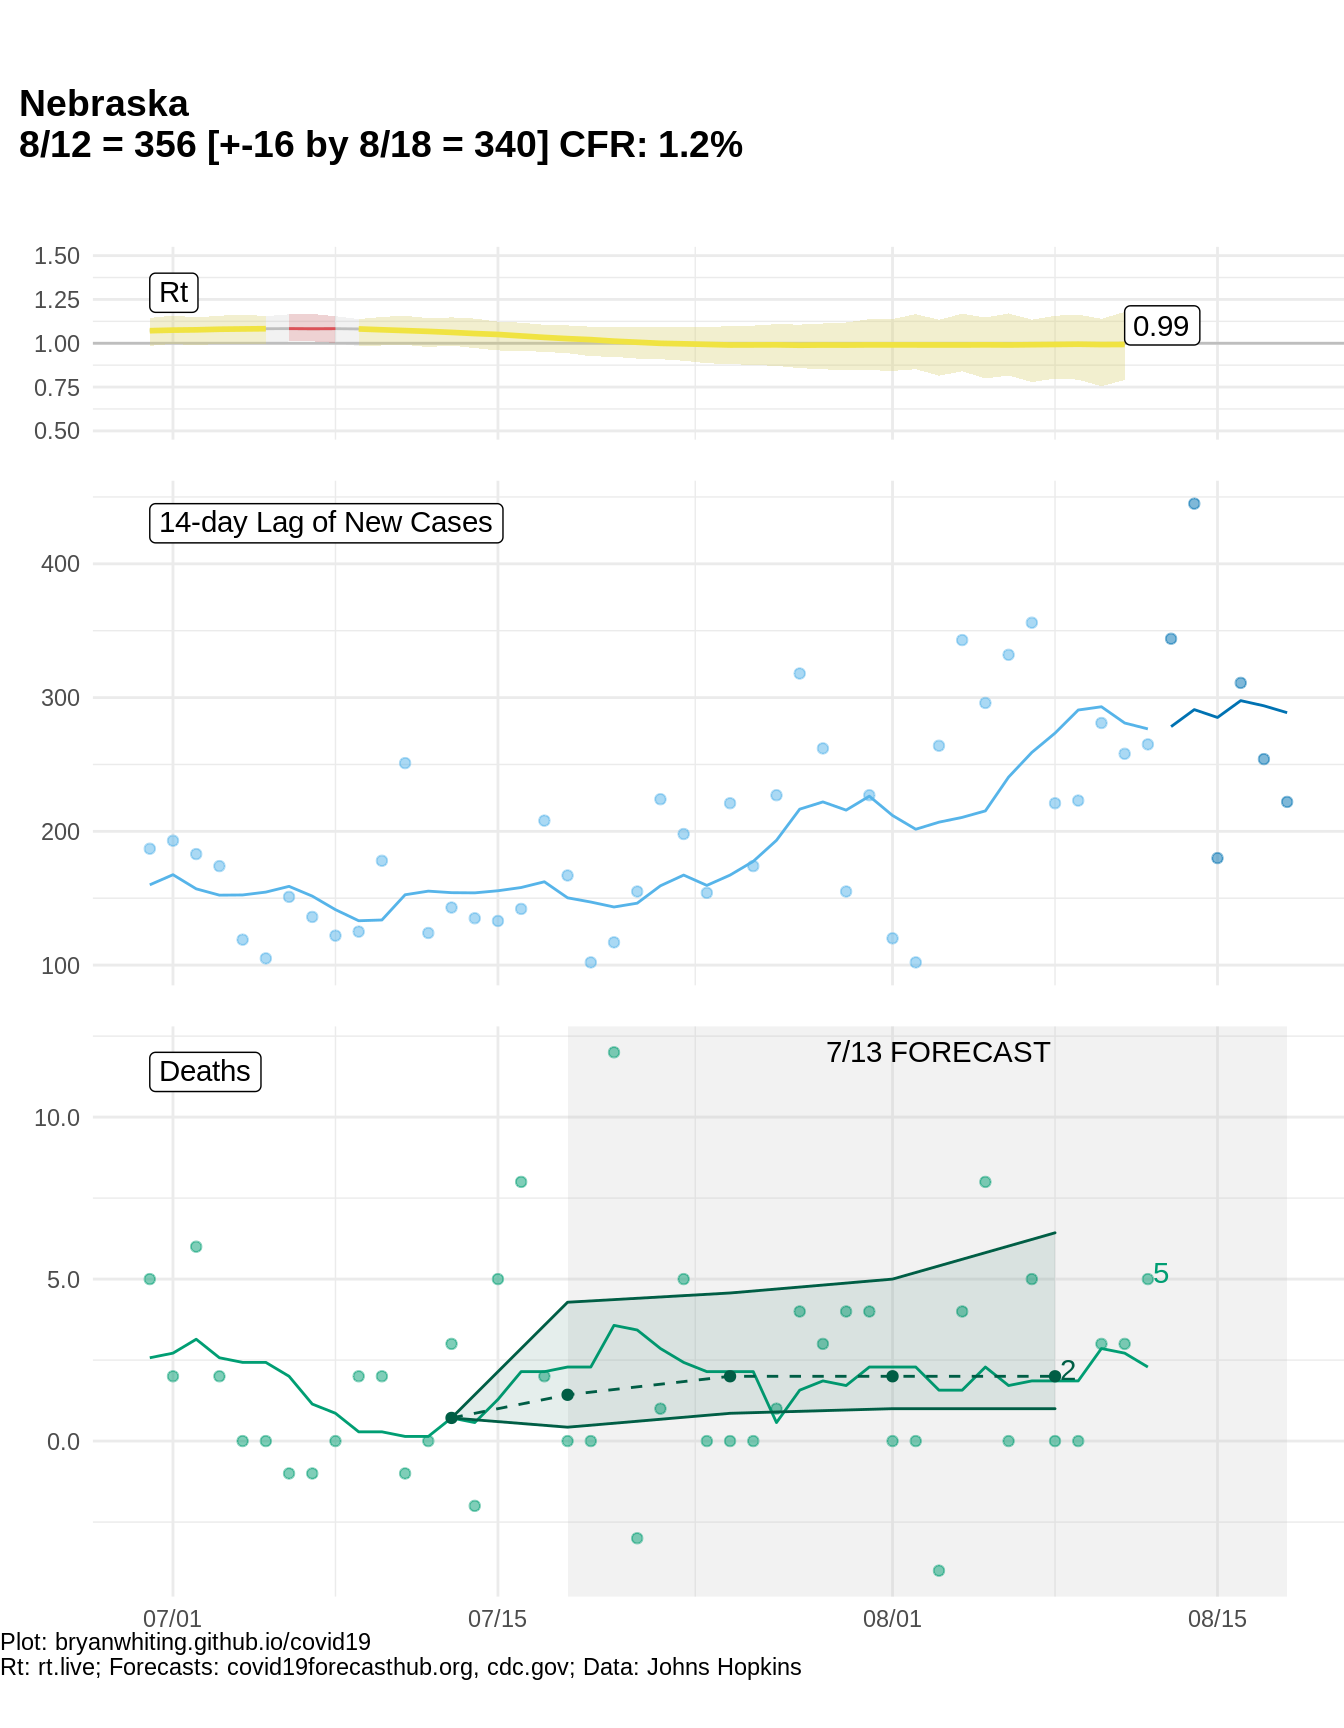 Nebraska
8/12 = 356 [+-16 by 8/18 = 340] CFR: 1.2%
1.50
1.25
1.00
0.75
0.50
Rt
0.99
14-day Lag of New Cases
400
300
200
100
Deaths
7/13 FORECAST
10.0
5.0
0.0
5
2
07/01
07/15
08/01
08/15
Plot: bryanwhiting.github.io/covid19
Rt: rt.live; Forecasts: covid19forecasthub.org, cdc.gov; Data: Johns Hopkins